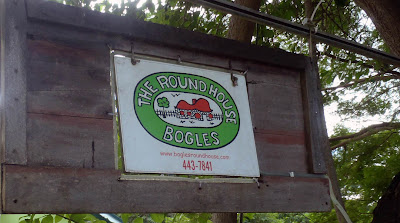 THE ROUNDHOUSE
BOGLES
www.boglesroundhouse.com
443-7841